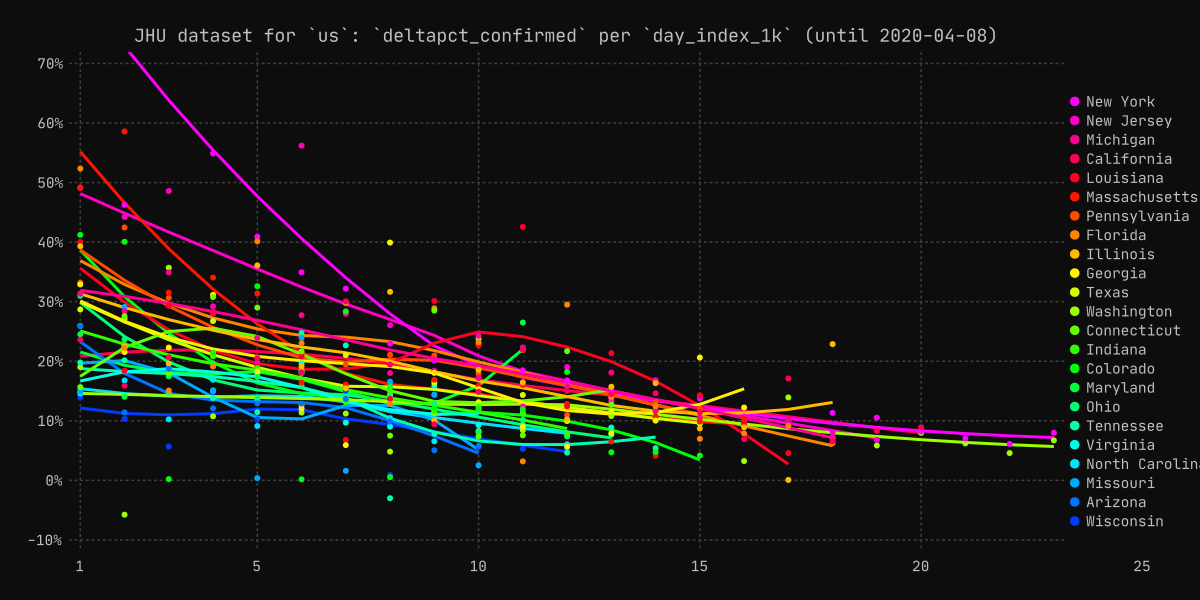 JHU dataset for `us`: `deltapct_confirmed` per `day_index_1k` (until 2020-04-08)
70%
60%
50%
40%
30%
20%
10%
0%
-10%
1 5 10 15 20 25
New York
New Jersey
Michigan
California
Louisiana
Massachusetts
Pennsylvania
Florida
Illinois
Georgia
Texas
Washington
Connecticut
Indiana
Colorado
Maryland
Ohio
Tennessee
Virginia
North Carolina
Missouri
Arizona
Wisconsin